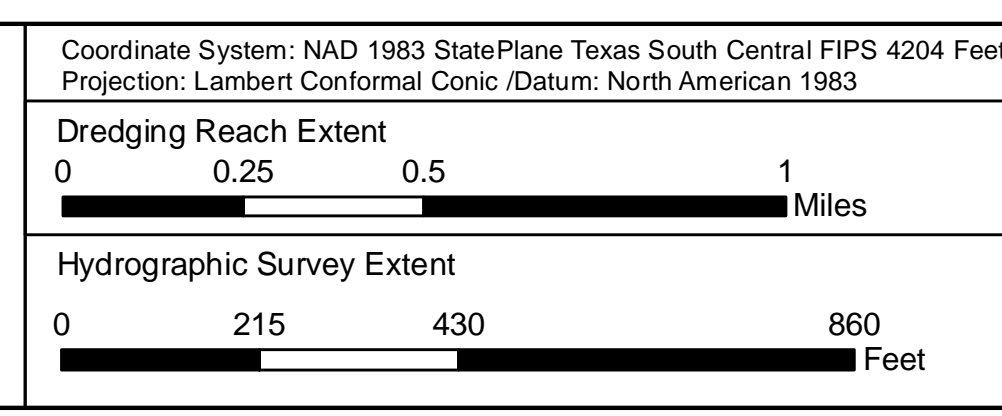 Coordinate System: NAD 1983 StatePlane Texas South Central FIPS 4204 Feet
Projection: Lambert Conformal Conic /Datum: North American 1983
Dredging Reach Extent
0 0.25 0.5 1
Miles
Hydrographic Survey Extent
0 215 430 860
Feet